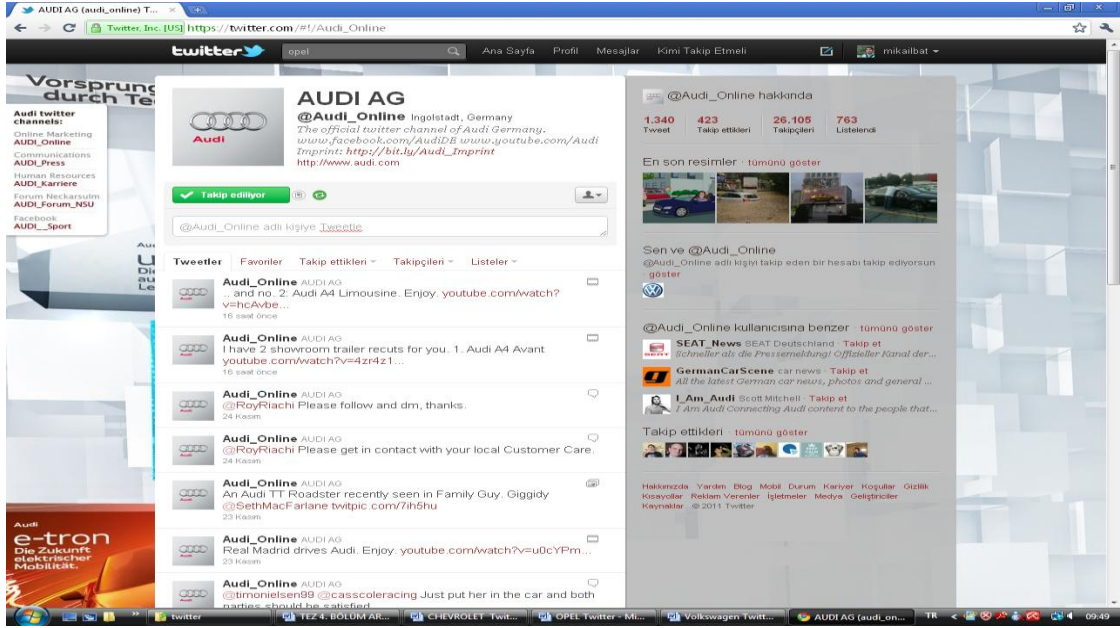 AUDI AG (audi_online) T...
Twitter, Inc. [US] https://twitter.com/#!/Audi_Online
twitter
opel
Ana Sayfa Profil Mesajlar Kimi Takip Etmeli
mikailbat
Vorsprung
durch Te
Audi twitter
channels:
Online Marketing
AUDI_Online
Communications
AUDI_Press
Human Resources
AUDI_Karriere
Forum Neckarsulm
AUDI_Forum_NSU
Facebook
AUDI__Sport
Audi
e-tron
Die Zukunft
elektrischer
Mobilität.
Audi
AUDI AG
@Audi_Online Ingolstadt, Germany
The official twitter channel of Audi Germany.
www.facebook.com/AudiDE www.youtube.com/Audi
Imprint: http://bit.ly/Audi_Imprint
http://www.audi.com
Takip ediliyor
@Audi_Online adlı kişiye Tweetle
Tweetler Favoriler Takip ettikleri Takipçileri Listeler
Audi_Online AUDI AG
.. and no. 2: Audi A4 Limousine. Enjoy. youtube.com/watch?
v=hcAvbe...
16 saat önce
Audi_Online AUDI AG
I have 2 showroom trailer recuts for you. 1. Audi A4 Avant
youtube.com/watch?v=4zr4z1...
16 saat önce
Audi_Online AUDI AG
@RoyRiachi Please follow and dm, thanks.
24 Kasım
Audi_Online AUDI AG
@RoyRiachi Please get in contact with your local Customer Care.
24 Kasım
Audi_Online AUDI AG
An Audi TT Roadster recently seen in Family Guy. Giggidy
@SethMacFarlane twitpic.com/7ih5hu
23 Kasım
Audi_Online AUDI AG
Real Madrid drives Audi. Enjoy. youtube.com/watch?v=u0cYPm...
23 Kasım
Audi_Online AUDI AG
@timonielsen99 @casscoleracing Just put her in the car and both
parties should be satisfied
@Audi_Online hakkında
1.340 423 26.105 763
Tweet Takip ettikleri Takipçileri Listelendi
En son resimler · tümünü göster
Sen ve @Audi_Online
@Audi_Online adlı kişiyi takip eden bir hesabı takip ediyorsun
· göster
@Audi_Online kullanıcısına benzer · tümünü göster
SEAT_News SEAT Deutschland · Takip et
Schneller als die Pressemeldung! Offizieller Kanal der...
GermanCarScene car news · Takip et
All the latest German car news, photos and general ...
I_Am_Audi Scott Mitchell · Takip et
I Am Audi Connecting Audi content to the people that...
Takip ettikleri · tümünü göster
Hakkımızda Yardım Blog Mobil Durum Kariyer Koşullar Gizlilik
Kısayollar Reklam Verenler İşletmeler Medya Geliştiriciler
Kaynaklar © 2011 Twitter
twitter
TEZ 4. BÖLÜM AR...
CHEVROLET Twit...
OPEL Twitter - Mi...
Volkswagen Twitt...
AUDI AG (audi_on...
TR
09:49